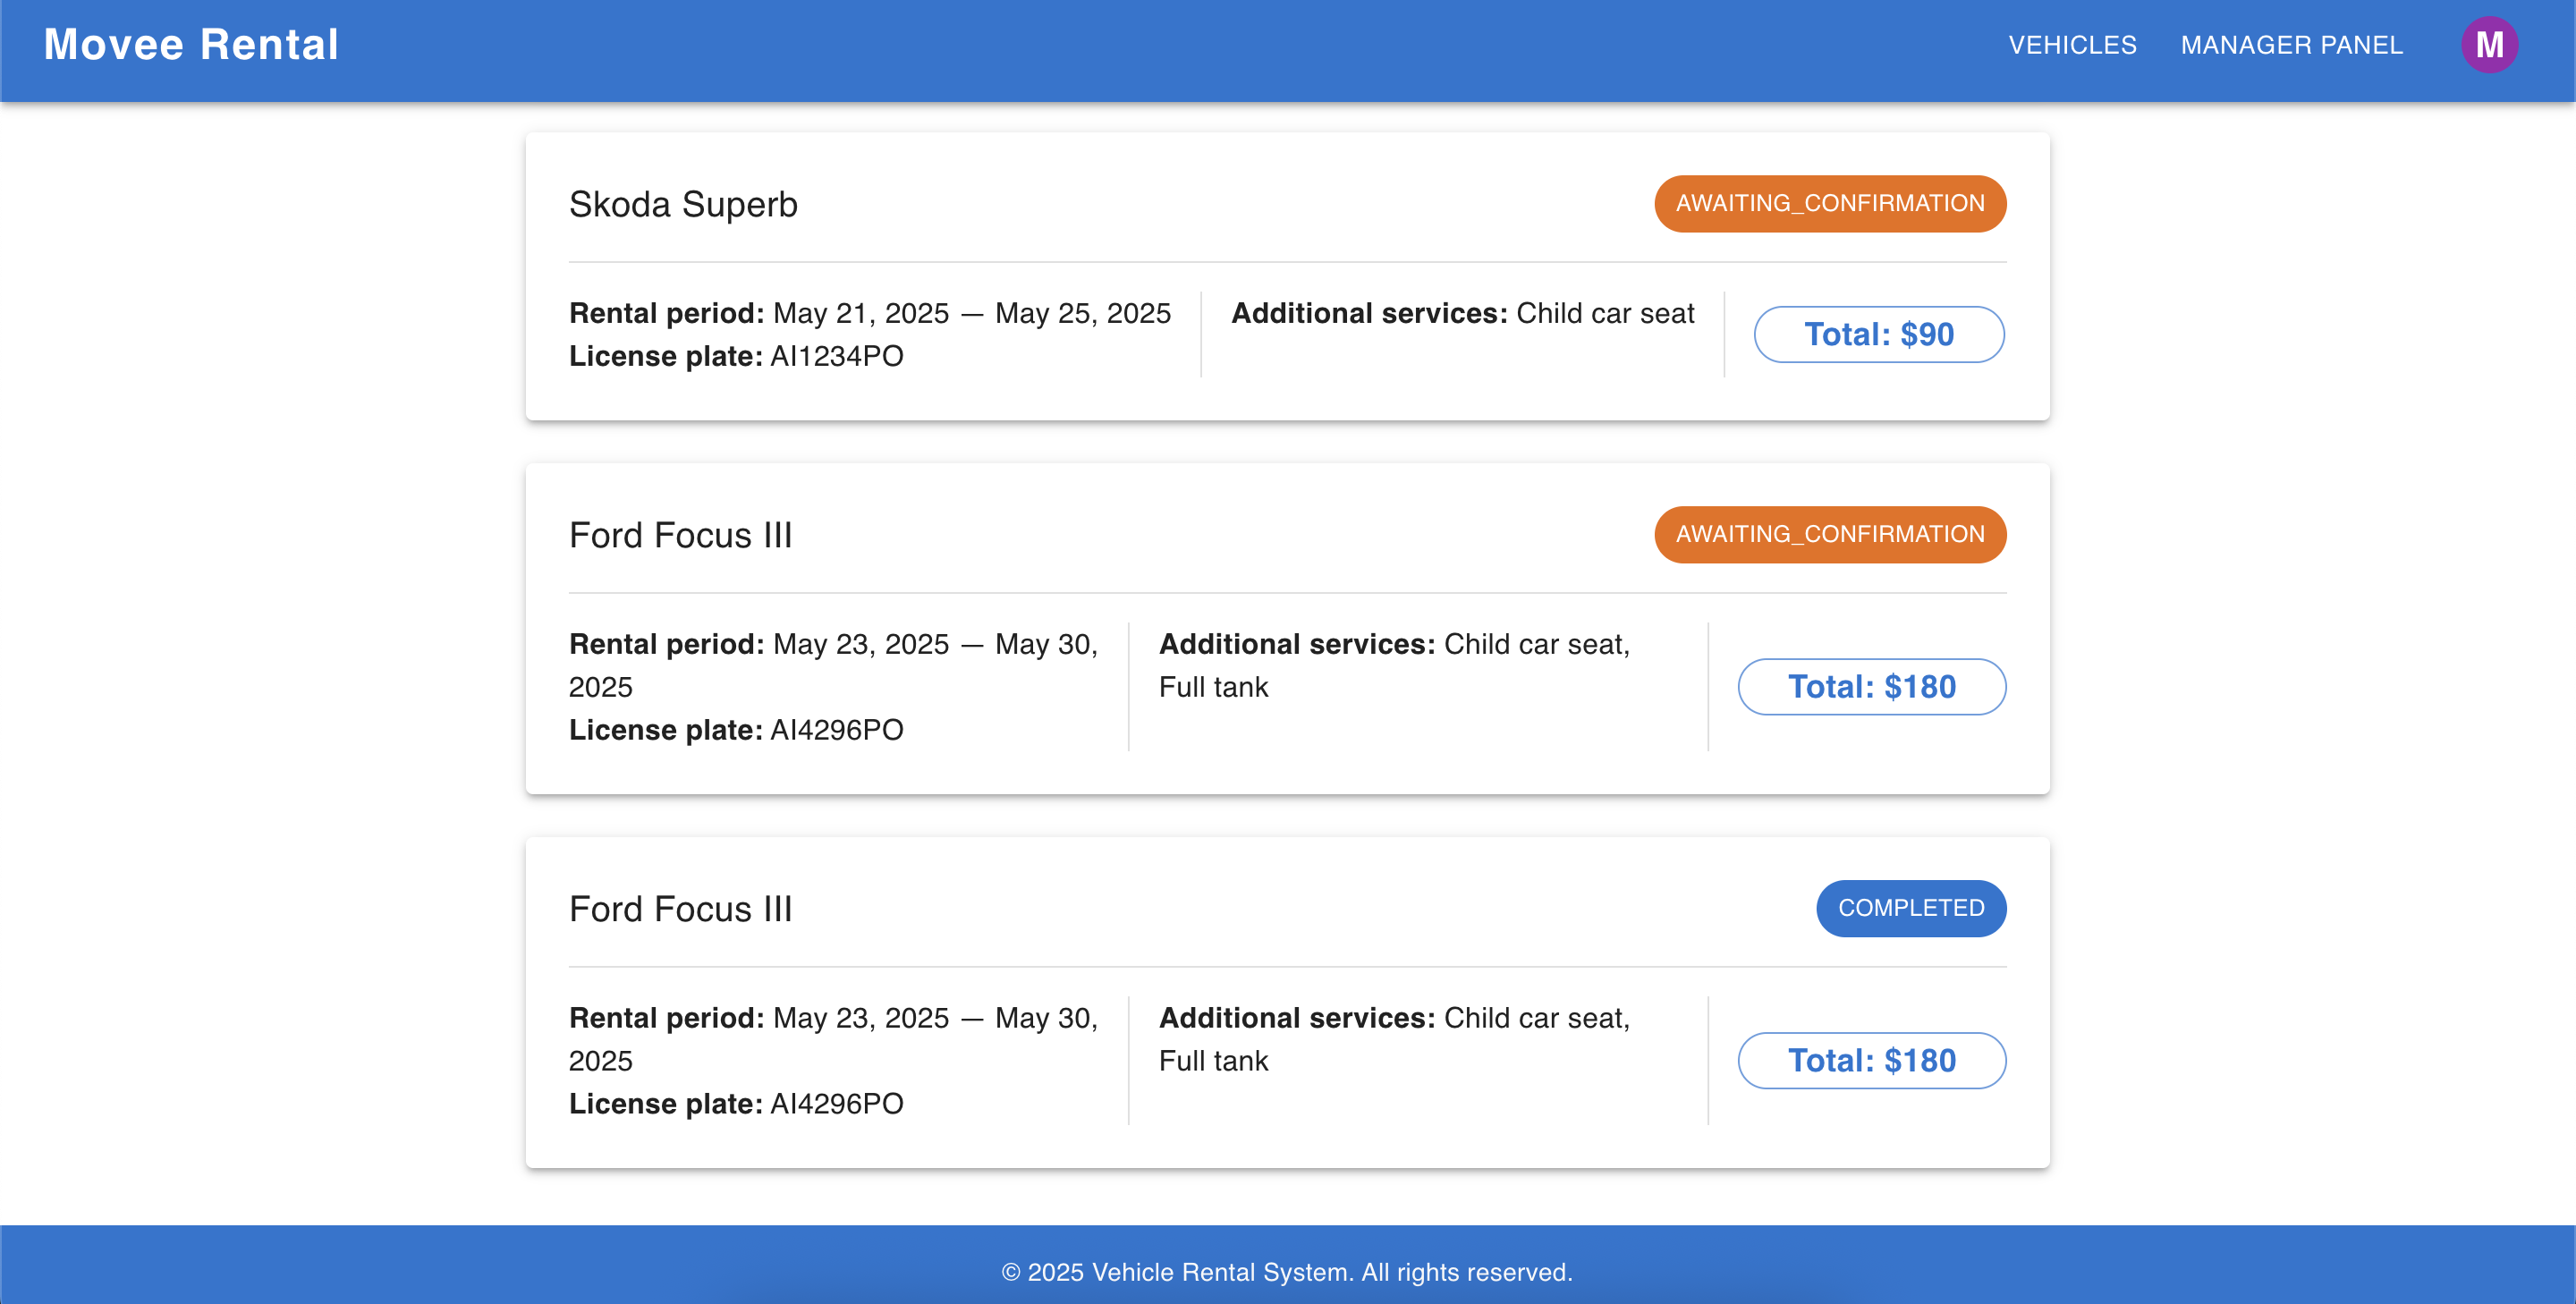 Movee Rental
VEHICLES MANAGER PANEL M
Skoda Superb
AWAITING_CONFIRMATION
Rental period: May 21, 2025 — May 25, 2025
License plate: AI1234PO
Additional services: Child car seat
Total: $90
Ford Focus III
AWAITING_CONFIRMATION
Rental period: May 23, 2025 — May 30,
2025
License plate: AI4296PO
Additional services: Child car seat,
Full tank
Total: $180
Ford Focus III
COMPLETED
Rental period: May 23, 2025 — May 30,
2025
License plate: AI4296PO
Additional services: Child car seat,
Full tank
Total: $180
© 2025 Vehicle Rental System. All rights reserved.